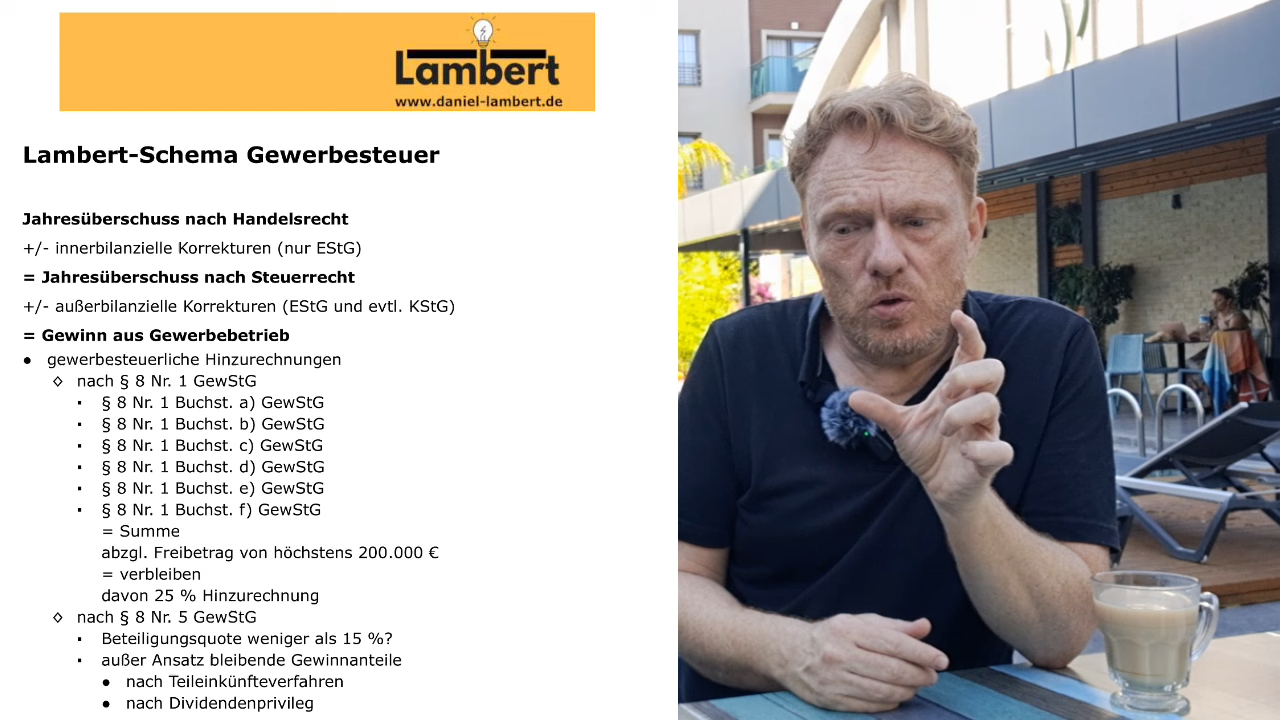 Lambert
www.daniel-lambert.de
Lambert-Schema Gewerbesteuer
Jahresüberschuss nach Handelsrecht
+/- innerbilanzielle Korrekturen (nur EStG)
= Jahresüberschuss nach Steuerrecht
+/- außerbilanzielle Korrekturen (EStG und evtl. KStG)
= Gewinn aus Gewerbebetrieb
● gewerbesteuerliche Hinzurechnungen
◊ nach § 8 Nr. 1 GewStG
▪ § 8 Nr. 1 Buchst. a) GewStG
▪ § 8 Nr. 1 Buchst. b) GewStG
▪ § 8 Nr. 1 Buchst. c) GewStG
▪ § 8 Nr. 1 Buchst. d) GewStG
▪ § 8 Nr. 1 Buchst. e) GewStG
▪ § 8 Nr. 1 Buchst. f) GewStG
= Summe
abzgl. Freibetrag von höchstens 200.000 €
= verbleiben
davon 25 % Hinzurechnung
◊ nach § 8 Nr. 5 GewStG
▪ Beteiligungsquote weniger als 15 %?
▪ außer Ansatz bleibende Gewinnanteile
● nach Teileinkünfteverfahren
● nach Dividendenprivileg